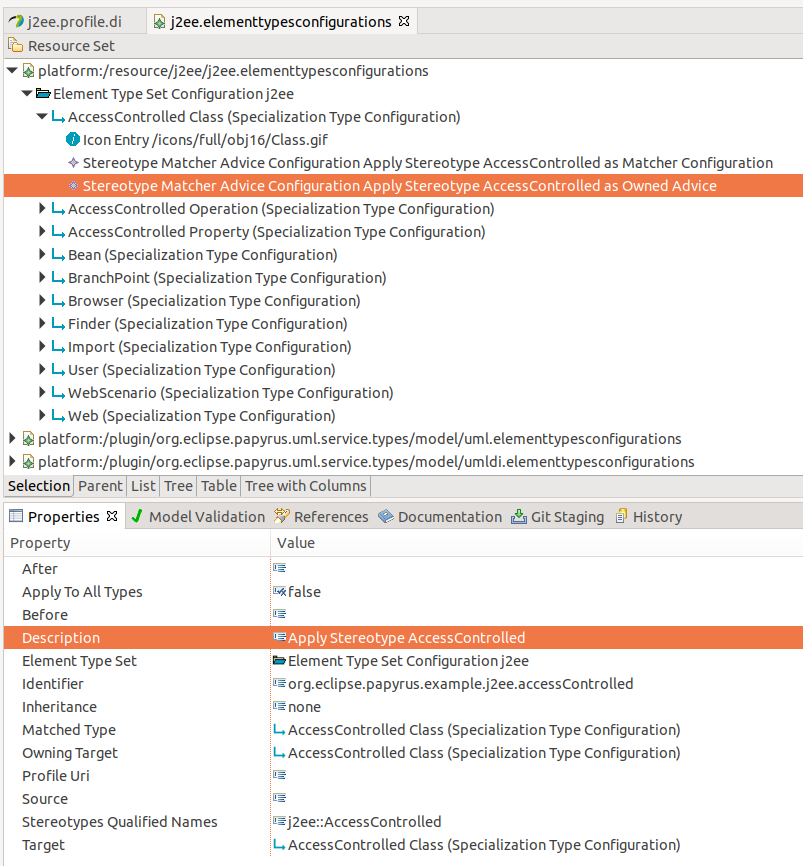 j2ee.profile.di j2ee.elementtypesconfigurations
Resource Set
platform:/resource/j2ee/j2ee.elementtypesconfigurations
Element Type Set Configuration j2ee
AccessControlled Class (Specialization Type Configuration)
Icon Entry /icons/full/obj16/Class.gif
Stereotype Matcher Advice Configuration Apply Stereotype AccessControlled as Matcher Configuration
Stereotype Matcher Advice Configuration Apply Stereotype AccessControlled as Owned Advice
AccessControlled Operation (Specialization Type Configuration)
AccessControlled Property (Specialization Type Configuration)
Bean (Specialization Type Configuration)
BranchPoint (Specialization Type Configuration)
Browser (Specialization Type Configuration)
Finder (Specialization Type Configuration)
Import (Specialization Type Configuration)
User (Specialization Type Configuration)
WebScenario (Specialization Type Configuration)
Web (Specialization Type Configuration)
platform:/plugin/org.eclipse.papyrus.uml.service.types/model/uml.elementtypesconfigurations
platform:/plugin/org.eclipse.papyrus.uml.service.types/model/umldi.elementtypesconfigurations
Selection Parent List Tree Table Tree with Columns
Properties Model Validation References Documentation Git Staging History
Property Value
After
Apply To All Types false
Before
Description Apply Stereotype AccessControlled
Element Type Set Element Type Set Configuration j2ee
Identifier org.eclipse.papyrus.example.j2ee.accessControlled
Inheritance none
Matched Type AccessControlled Class (Specialization Type Configuration)
Owning Target AccessControlled Class (Specialization Type Configuration)
Profile Uri
Source
Stereotypes Qualified Names j2ee::AccessControlled
Target AccessControlled Class (Specialization Type Configuration)